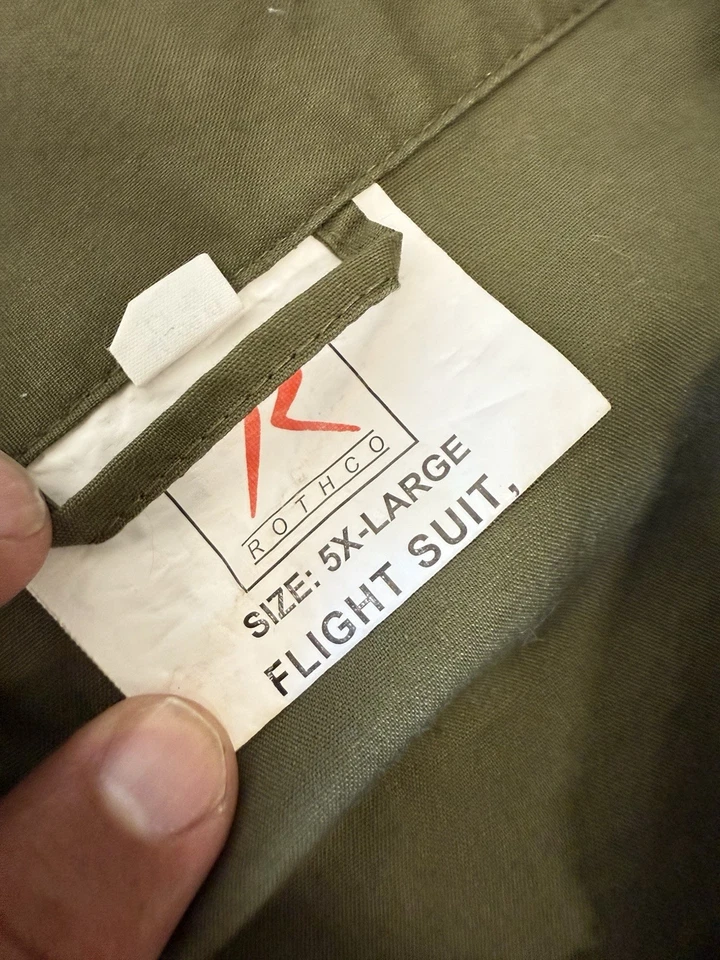 R
ROTHCO
SIZE: 5X-LARGE
FLIGHT SUIT,